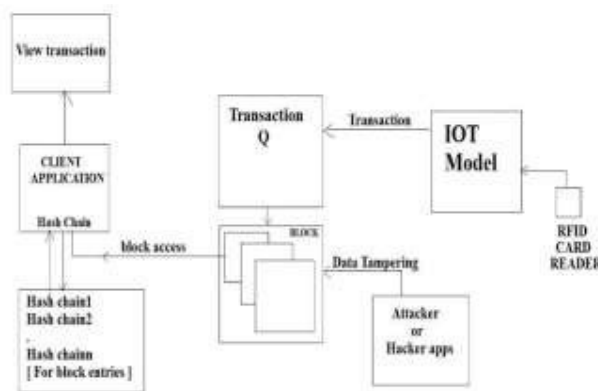 View transaction
CLIENT
APPLICATION
Hash Chain
Transaction
Q
Transaction
IOT
Model
RFID
CARD
READER
BLOCK
block access
Data Tampering
Attacker
or
Hacker apps
Hash chain1
Hash chain2
.
Hash chainn
[ For block entries ]